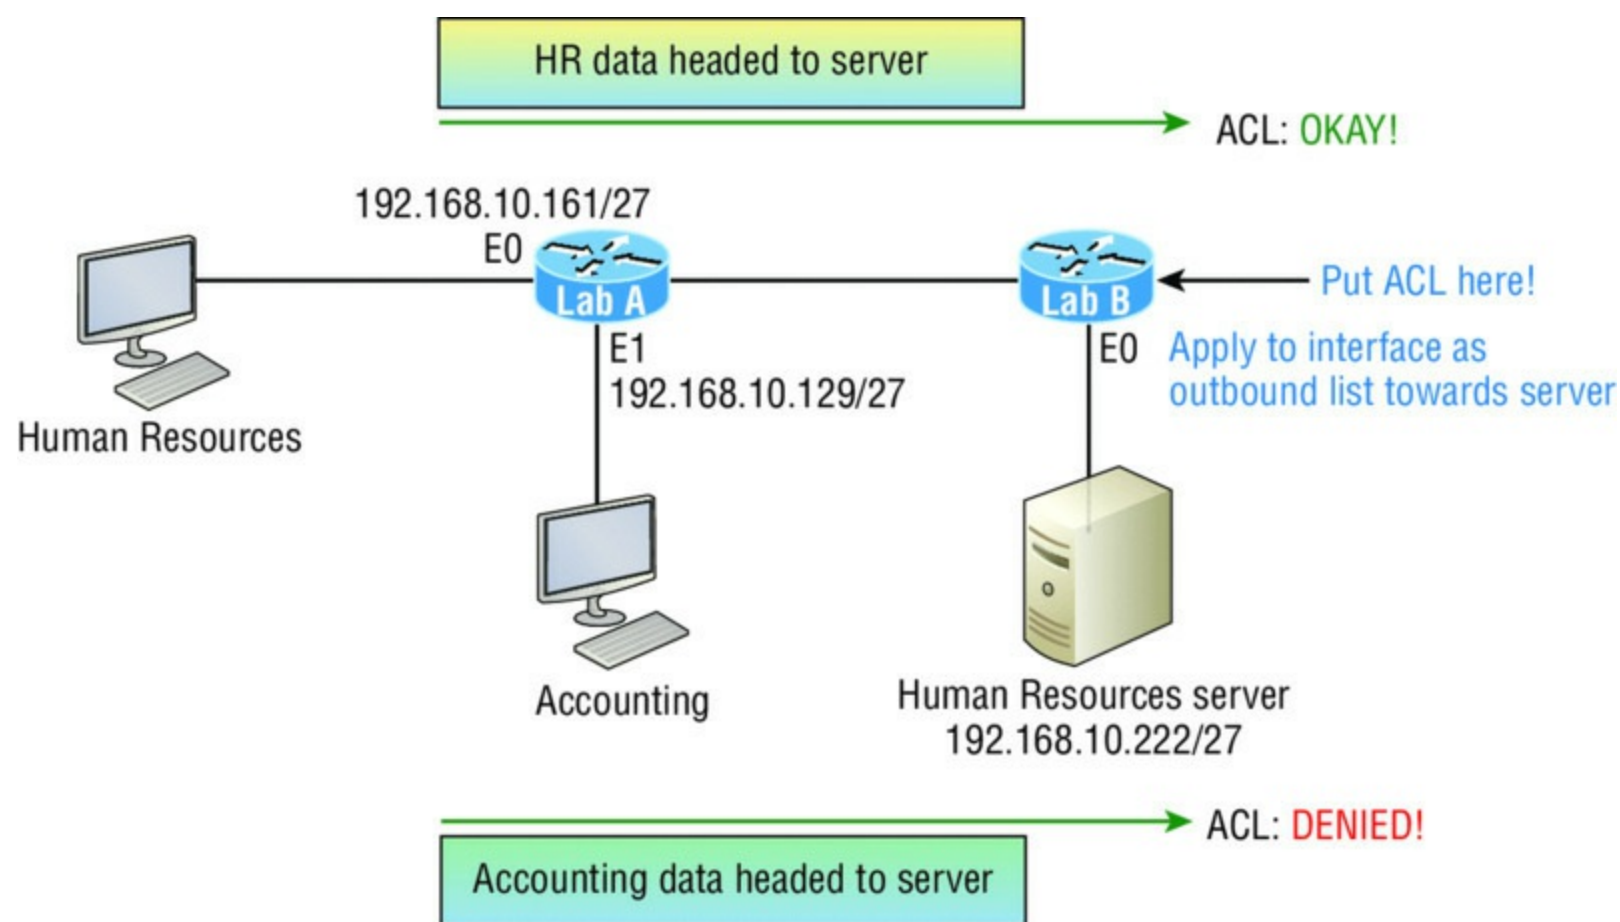 HR data headed to server
ACL: OKAY!
192.168.10.161/27
E0
Lab A
Lab B
Put ACL here!
E1
E0
Apply to interface as
outbound list towards server
192.168.10.129/27
Human Resources
Accounting
Human Resources server
192.168.10.222/27
ACL: DENIED!
Accounting data headed to server